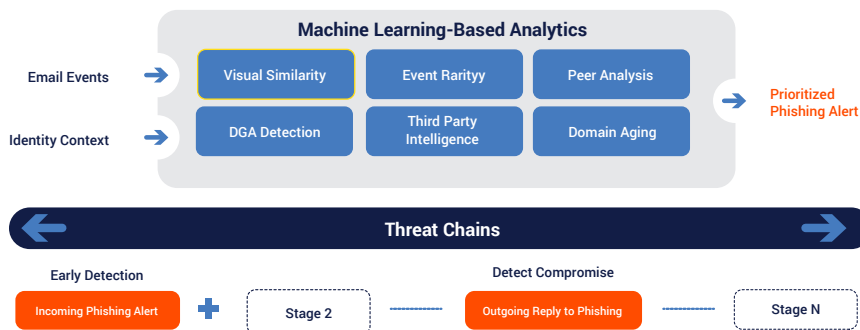 Machine Learning-Based Analytics
Email Events
Visual Similarity
Event Rarityy
Peer Analysis
Prioritized
Phishing Alert
Identity Context
DGA Detection
Third Party
Intelligence
Domain Aging
Threat Chains
Early Detection
Detect Compromise
Incoming Phishing Alert
Stage 2
Outgoing Reply to Phishing
Stage N